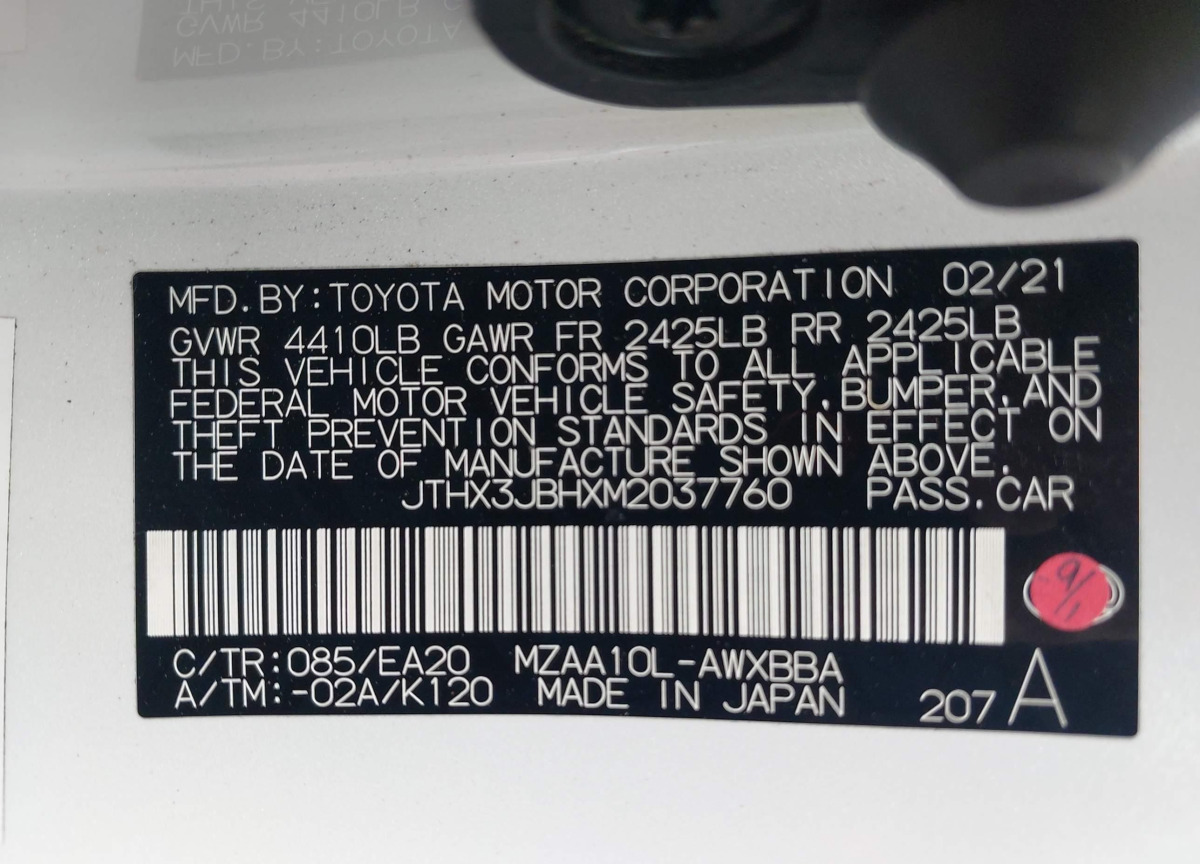 MFD.BY:TOYOTA MOTOR CORPORATION 02/21
GVWR 4410LB GAWR FR 2425LB RR 2425LB
THIS VEHICLE CONFORMS TO ALL APPLICABLE
FEDERAL MOTOR VEHICLE SAFETY,BUMPER,AND
THEFT PREVENTION STANDARDS IN EFFECT ON
THE DATE OF MANUFACTURE SHOWN ABOVE.
JTHX3JBHXM2037760 PASS.CAR
9/1
C/TR:085/EA20 MZAA10L-AWXBBA
A/TM:-02A/K120 MADE IN JAPAN 207 A